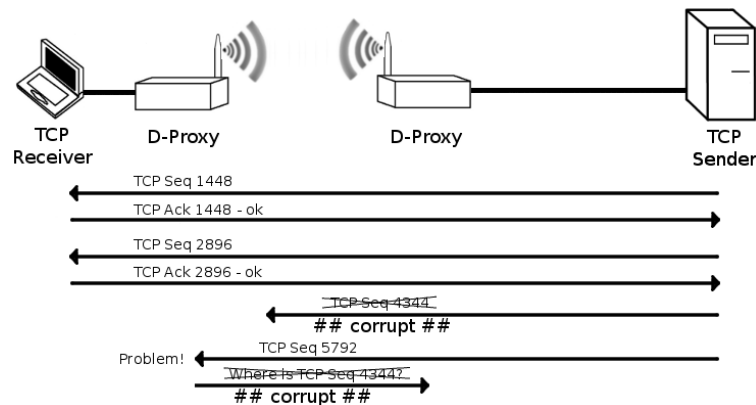 TCP
Receiver
D-Proxy
D-Proxy
TCP
Sender
TCP Seq 1448
TCP Ack 1448 - ok
TCP Seq 2896
TCP Ack 2896 - ok
TCP Seq 4344
## corrupt ##
TCP Seq 5792
Problem!
Where is TCP Seq 4344?
## corrupt ##